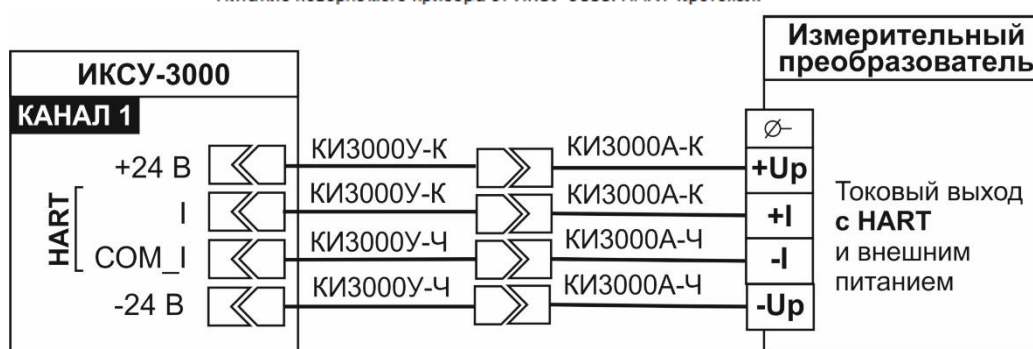 Измерительный
преобразователь
ИКСУ-3000
КАНАЛ 1
+24 В
КИ3000У-К
КИ3000А-К
+Up
I
КИ3000У-К
КИ3000А-К
+I
HART
COM_I
КИ3000У-Ч
КИ3000А-Ч
-I
-24 В
КИ3000У-Ч
КИ3000А-Ч
-Up
Токовый выход
с HART
и внешним
питанием